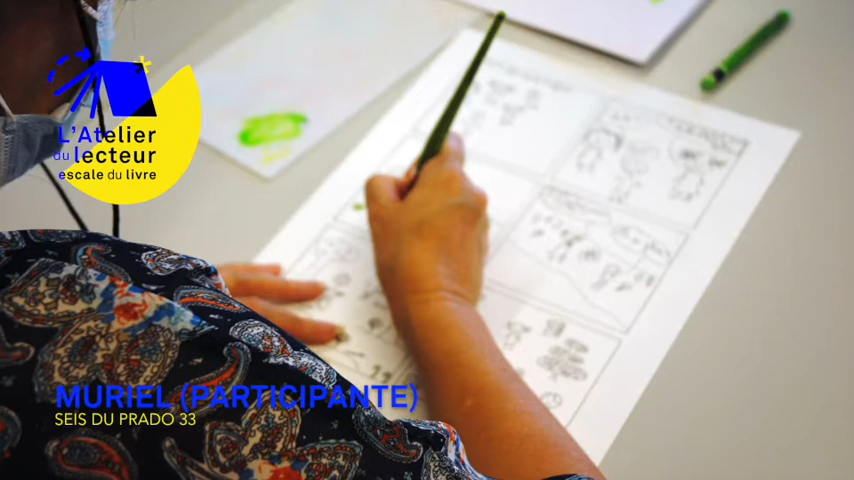 L'Atelier
du lecteur
escale du livre
MURIEL (PARTICIPANTE)
SEIS DU PRADO 33